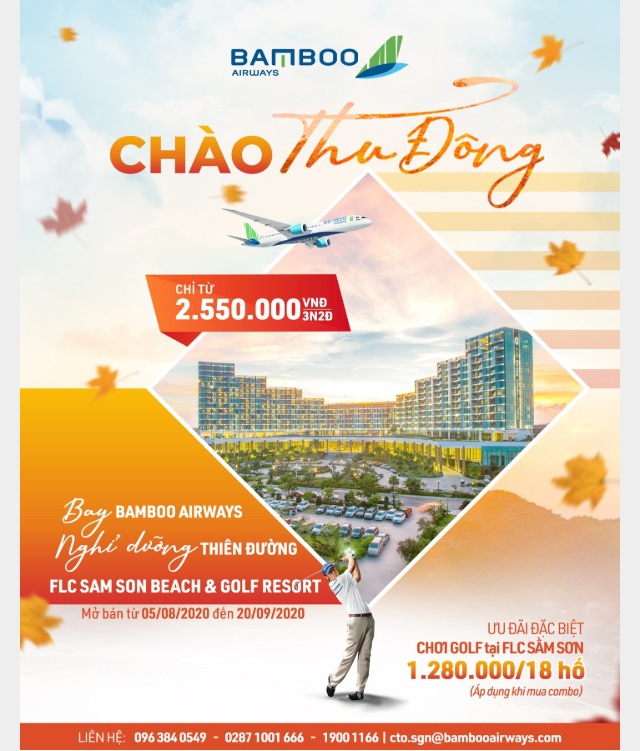 BAMBOO
AIRWAYS
CHÀO Thu Đông
CHỈ TỪ
2.550.000 VNĐ
3N2Đ
Bay BAMBOO AIRWAYS
Nghỉ dưỡng THIÊN ĐƯỜNG
FLC SAM SON BEACH & GOLF RESORT
Mở bán từ 05/08/2020 đến 20/09/2020
ƯU ĐÃI ĐẶC BIỆT
CHƠI GOLF tại FLC SẦM SƠN
1.280.000/18 hố
(Áp dụng khi mua combo)
LIÊN HỆ: 096 384 0549 - 0287 1001 666 - 1900 1166 | cto.sgn@bambooairways.com